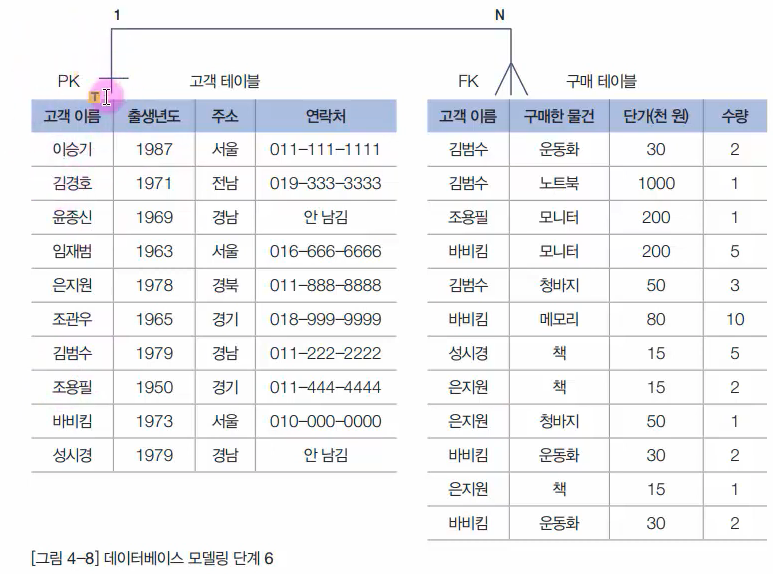 1 N
PK 고객 테이블 FK 구매 테이블
T
고객 이름 출생년도 주소 연락처 고객 이름 구매한 물건 단가(천 원) 수량
이승기 1987 서울 011-111-1111 김범수 운동화 30 2
김경호 1971 전남 019-333-3333 김범수 노트북 1000 1
윤종신 1969 경남 안 남김 조용필 모니터 200 1
임재범 1963 서울 016-666-6666 바비킴 모니터 200 5
은지원 1978 경북 011-888-8888 김범수 청바지 50 3
조관우 1965 경기 018-999-9999 바비킴 메모리 80 10
김범수 1979 경남 011-222-2222 성시경 책 15 5
조용필 1950 경기 011-444-4444 은지원 책 15 2
바비킴 1973 서울 010-000-0000 은지원 청바지 50 1
성시경 1979 경남 안 남김 바비킴 운동화 30 2
은지원 책 15 1
바비킴 운동화 30 2
[그림 4-8] 데이터베이스 모델링 단계 6